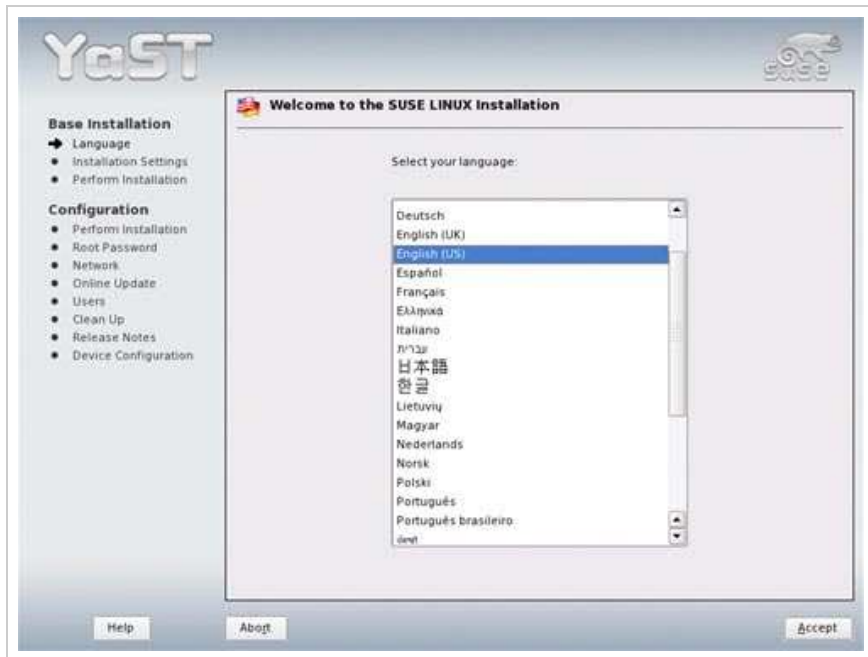 YaST
SUSE
Base Installation
Language
Installation Settings
Perform Installation
Configuration
Perform Installation
Root Password
Network
Online Update
Users
Clean Up
Release Notes
Device Configuration
Welcome to the SUSE LINUX Installation
Select your language:
Deutsch
English (UK)
English (US)
Español
Français
Ελληνικά
Italiano
עברית
日本語
한글
Lietuvių
Magyar
Nederlands
Norsk
Polski
Português
Português brasileiro
Help
Abort
Accept